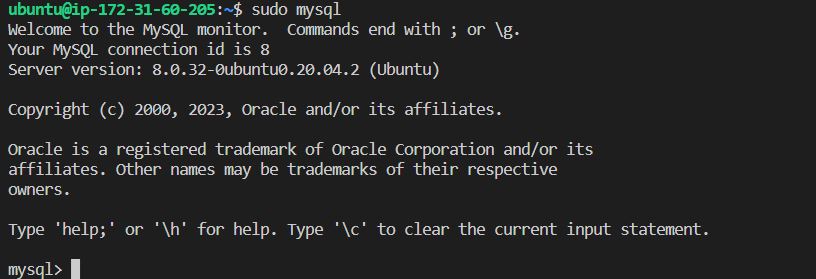 ubuntu@ip-172-31-60-205:~$ sudo mysql
Welcome to the MySQL monitor.  Commands end with ; or \g.
Your MySQL connection id is 8
Server version: 8.0.32-0ubuntu0.20.04.2 (Ubuntu)
Copyright (c) 2000, 2023, Oracle and/or its affiliates.
Oracle is a registered trademark of Oracle Corporation and/or its
affiliates. Other names may be trademarks of their respective
owners.
Type 'help;' or '\h' for help. Type '\c' to clear the current input statement.
mysql>